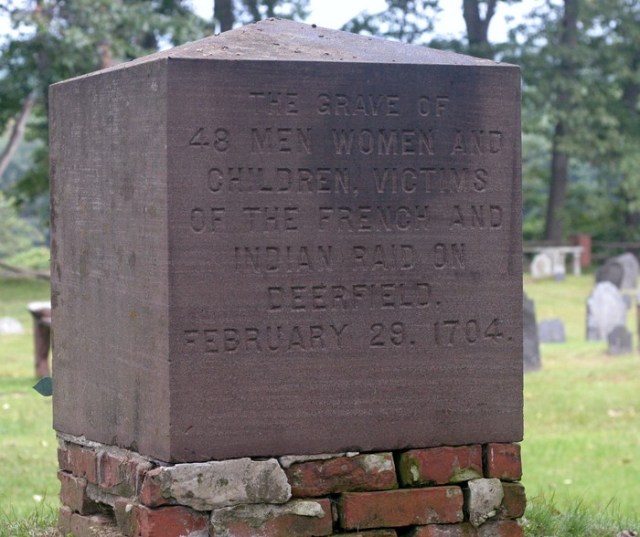 THE GRAVE OF
48 MEN WOMEN AND
CHILDREN, VICTIMS
OF THE FRENCH AND
INDIAN RAID ON
DEERFIELD,
FEBRUARY 29. 1704.